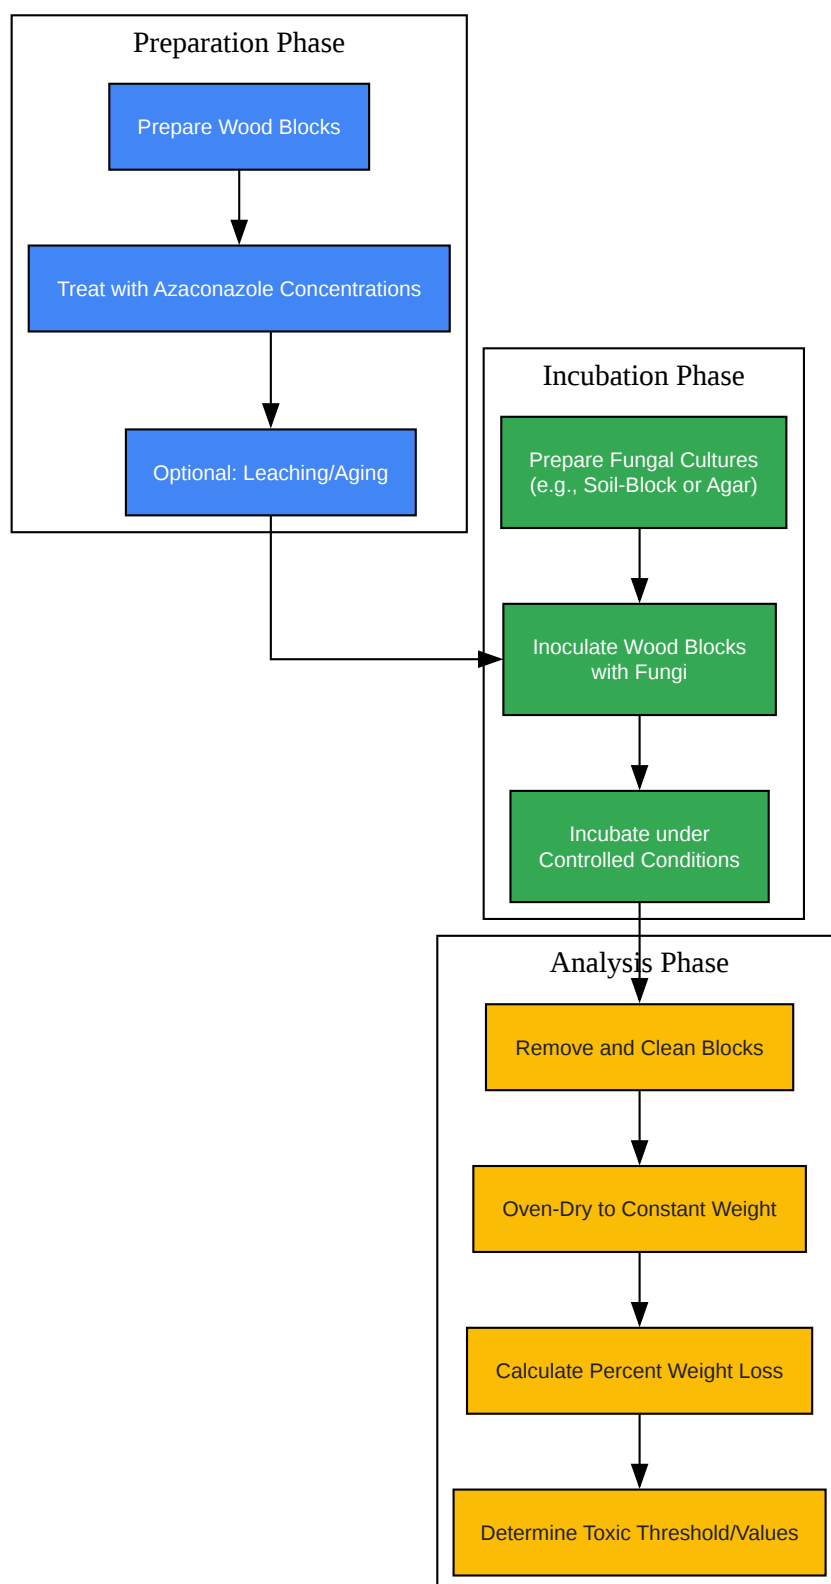 Preparation Phase
Prepare Wood Blocks
Treat with Azaconazole Concentrations
Optional: Leaching/Aging
Incubation Phase
Prepare Fungal Cultures
(e.g., Soil-Block or Agar)
Inoculate Wood Blocks
with Fungi
Incubate under
Controlled Conditions
Analysis Phase
Remove and Clean Blocks
Oven-Dry to Constant Weight
Calculate Percent Weight Loss
Determine Toxic Threshold/Values